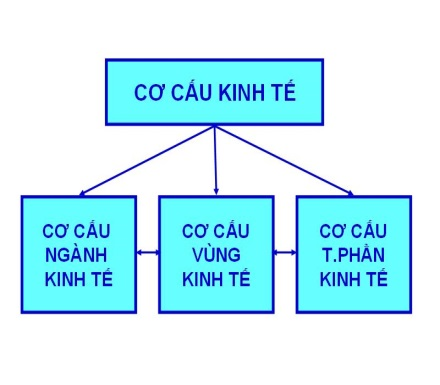 CƠ CẤU KINH TẾ
CƠ CẤU
NGÀNH
KINH TẾ
CƠ CẤU
VÙNG
KINH TẾ
CƠ CẤU
T.PHẦN
KINH TẾ